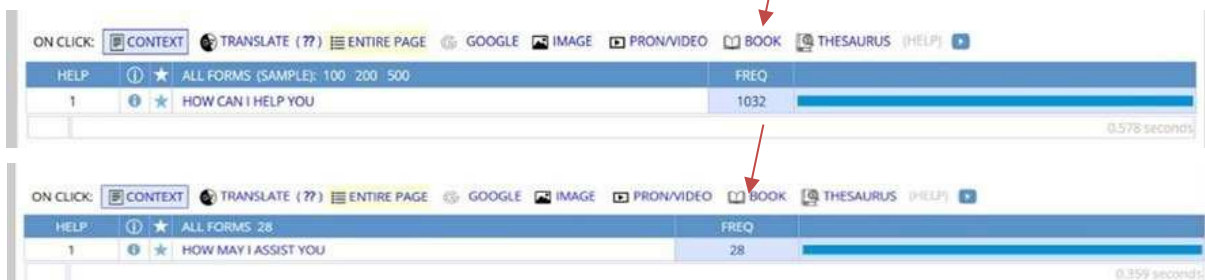 ON CLICK: CONTEXT TRANSLATE (??) ENTIRE PAGE GOOGLE IMAGE PRON/VIDEO BOOK THESAURUS (HELP)
HELP ALL FORMS (SAMPLE): 100 200 500 FREQ
1 HOW CAN I HELP YOU 1032
0.578 seconds
ON CLICK: CONTEXT TRANSLATE (??) ENTIRE PAGE GOOGLE IMAGE PRON/VIDEO BOOK THESAURUS (HELP)
HELP ALL FORMS 28 FREQ
1 HOW MAY I ASSIST YOU 28
0.359 seconds